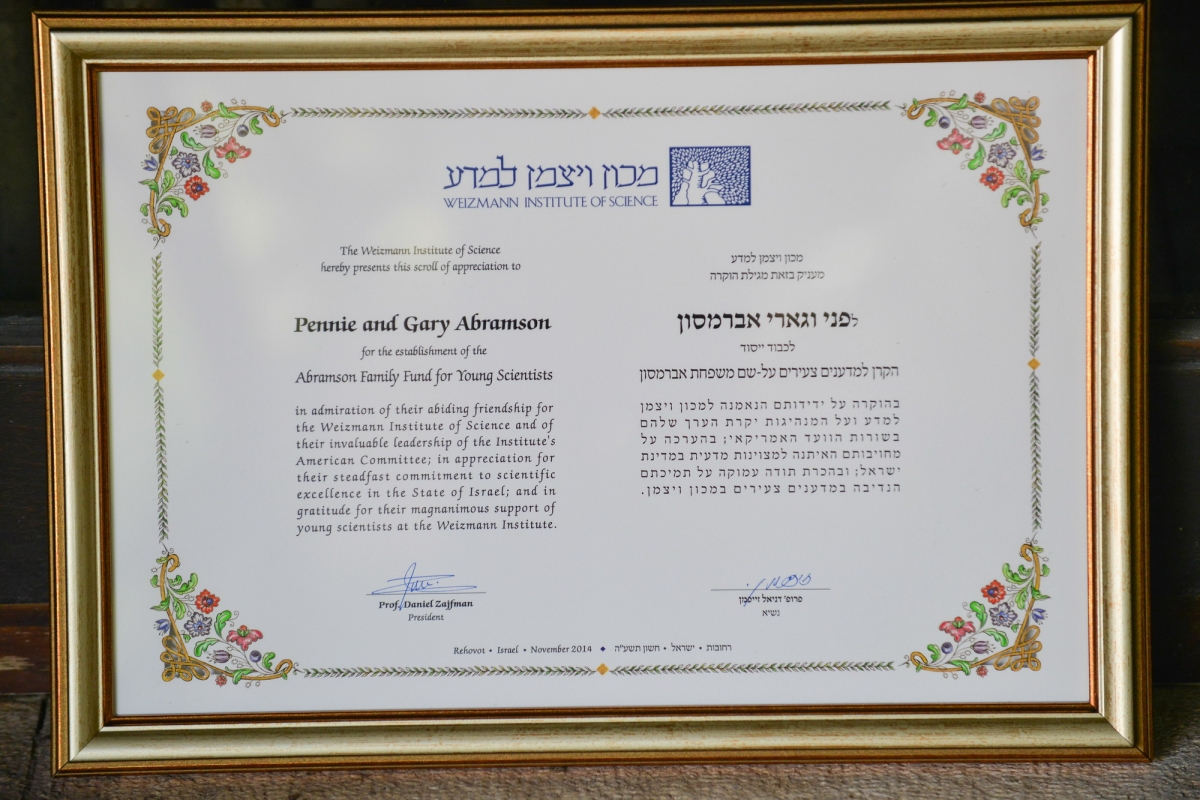 מכון ויצמן למדע
WEIZMANN INSTITUTE OF SCIENCE
The Weizmann Institute of Science
hereby presents this scroll of appreciation to
Pennie and Gary Abramson
for the establishment of the
Abramson Family Fund for Young Scientists
in admiration of their abiding friendship for
the Weizmann Institute of Science and of
their invaluable leadership of the Institute's
American Committee; in appreciation for
their steadfast commitment to scientific
excellence in the State of Israel; and in
gratitude for their magnanimous support of
young scientists at the Weizmann Institute.
Prof. Daniel Zajfman
President
מכון ויצמן למדע
מעניק בזאת מגילת הוקרה
לפני וגארי אברמסון
לכבוד ייסוד
הקרן למדענים צעירים על-שם משפחת אברמסון
בהוקרה על ידידותם הנאמנה למכון ויצמן
למדע ועל המנהיגות יקרת הערך שלהם
בשורות הוועד האמריקאי; בהערכה על
מחויבותם האיתנה למצוינות מדעית במדינת
ישראל; ובהכרת תודה עמוקה על תמיכתם
הנדיבה במדענים צעירים במכון ויצמן.
פרופ' דניאל זייפמן
נשיא
Rehovot • Israel • November 2014 ◆ רחובות • ישראל • חשון תשע"ה